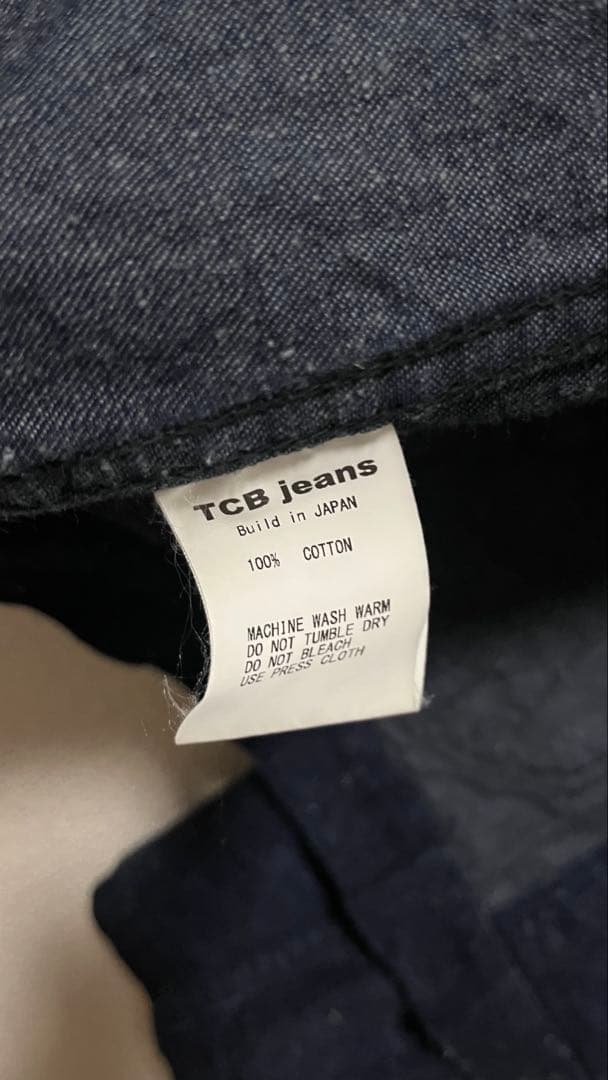 TCB jeans
Build in JAPAN
100% COTTON
MACHINE WASH WARM
DO NOT TUMBLE DRY
DO NOT BLEACH
USE PRESS CLOTH